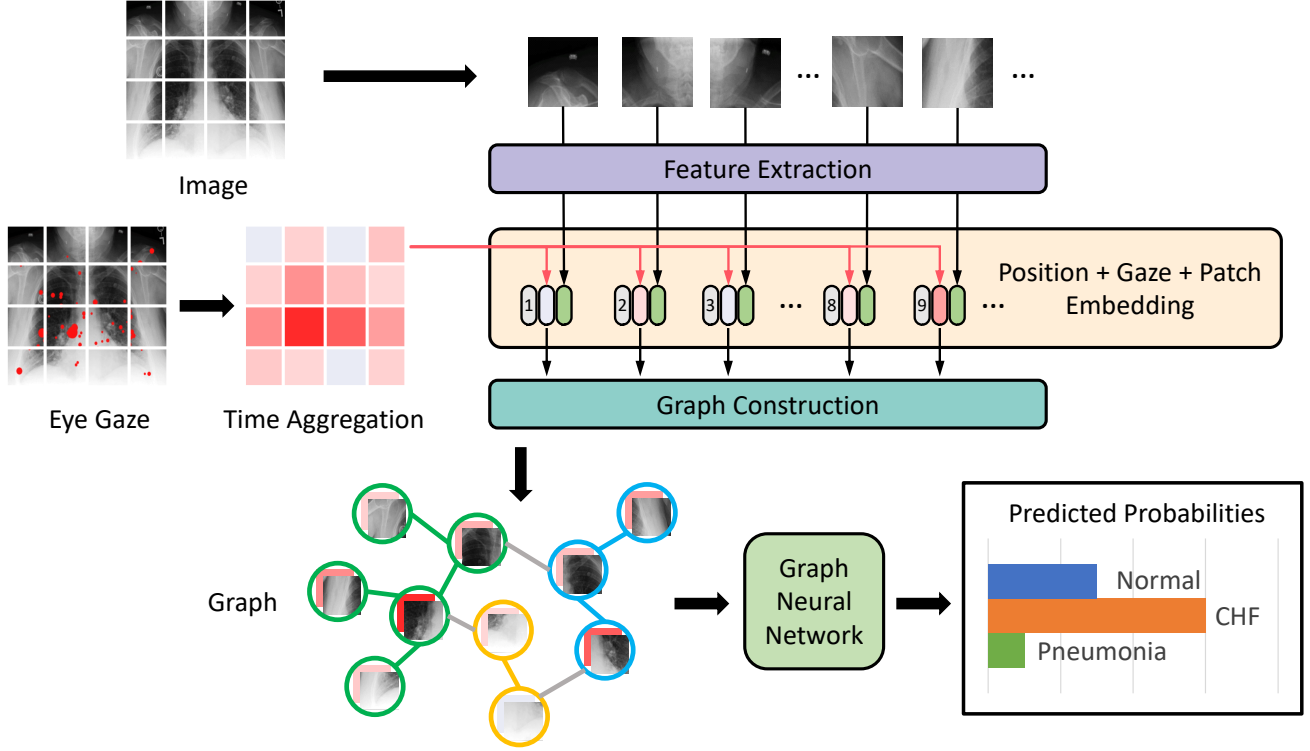 Image
...
...
Feature Extraction
Eye Gaze
Time Aggregation
1
2
3
...
8
9
...
Position + Gaze + Patch
Embedding
Graph Construction
Graph
Graph
Neural
Network
Predicted Probabilities
Normal
CHF
Pneumonia